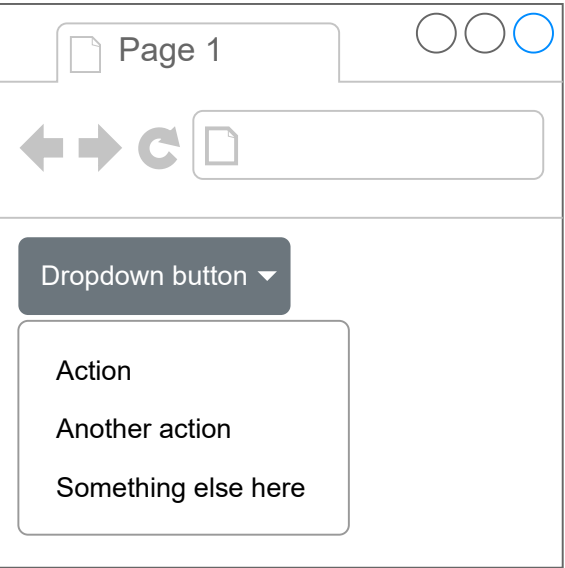 Page 1
Dropdown button
Action
Another action
Something else here